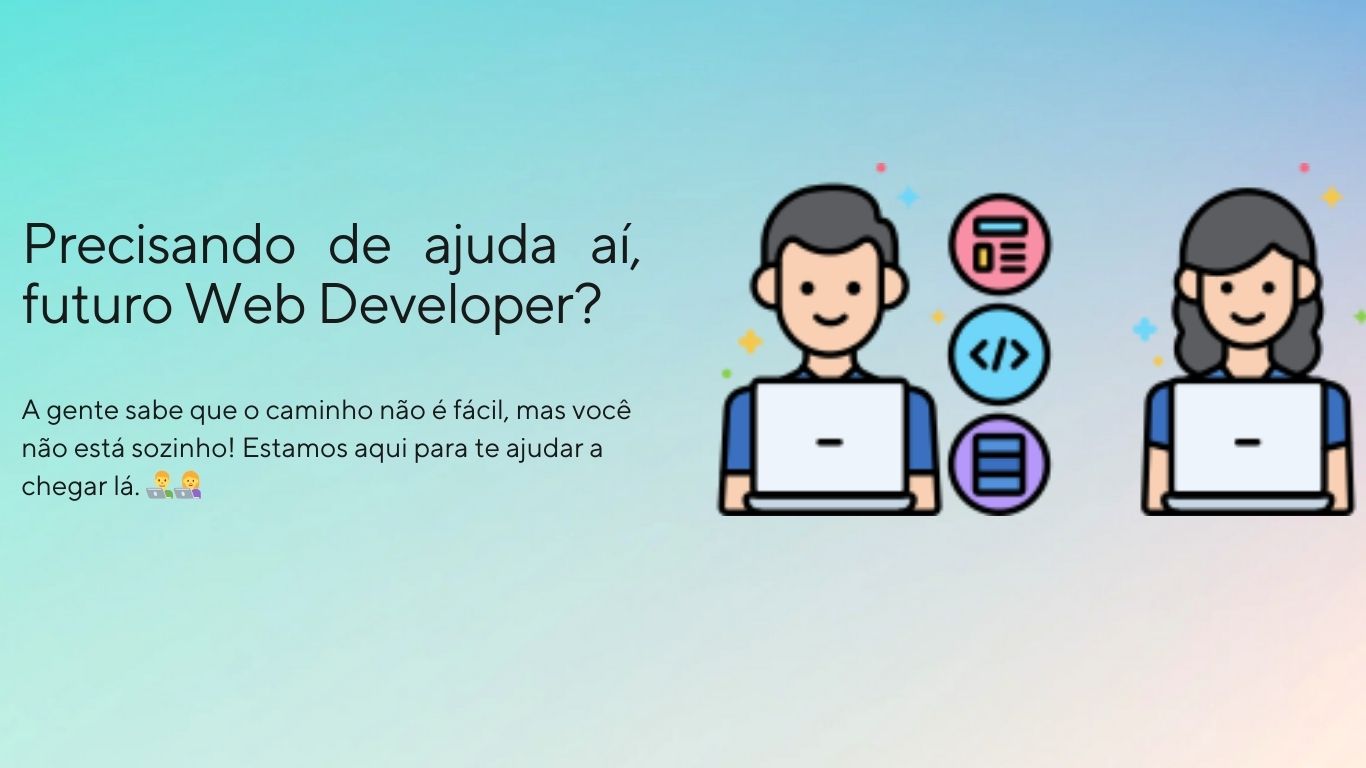 Precisando de ajuda aí,
futuro Web Developer?
A gente sabe que o caminho não é fácil, mas você
não está sozinho! Estamos aqui para te ajudar a
chegar lá. 👨‍💻👩‍💻